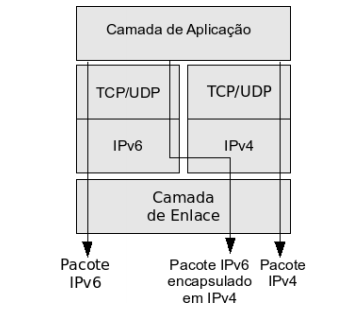 Camada de Aplicação
TCP/UDP
TCP/UDP
IPv6
IPv4
Camada
de Enlace
Pacote
IPv6
Pacote IPv6
encapsulado
em IPv4
Pacote
IPv4